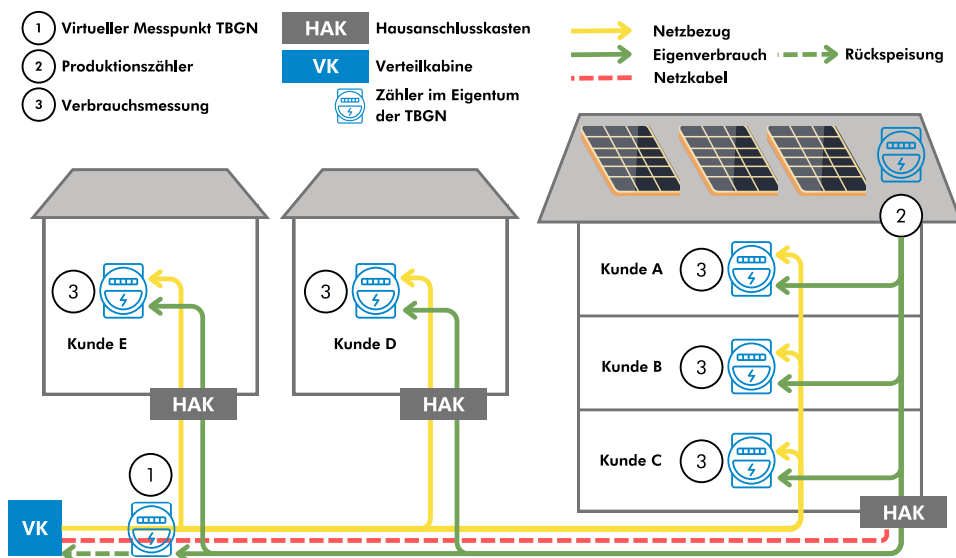 1 Virtueller Messpunkt TBGN
2 Produktionszähler
3 Verbrauchsmessung
HAK Hausanschlusskasten
VK Verteilkabine
Zähler im Eigentum
der TBGN
Netzbezug
Eigenverbrauch
Rückspeisung
Netzkabel
2
Kunde A 3
3
Kunde E
3
Kunde D
Kunde B 3
HAK
HAK
Kunde C 3
1
VK
HAK